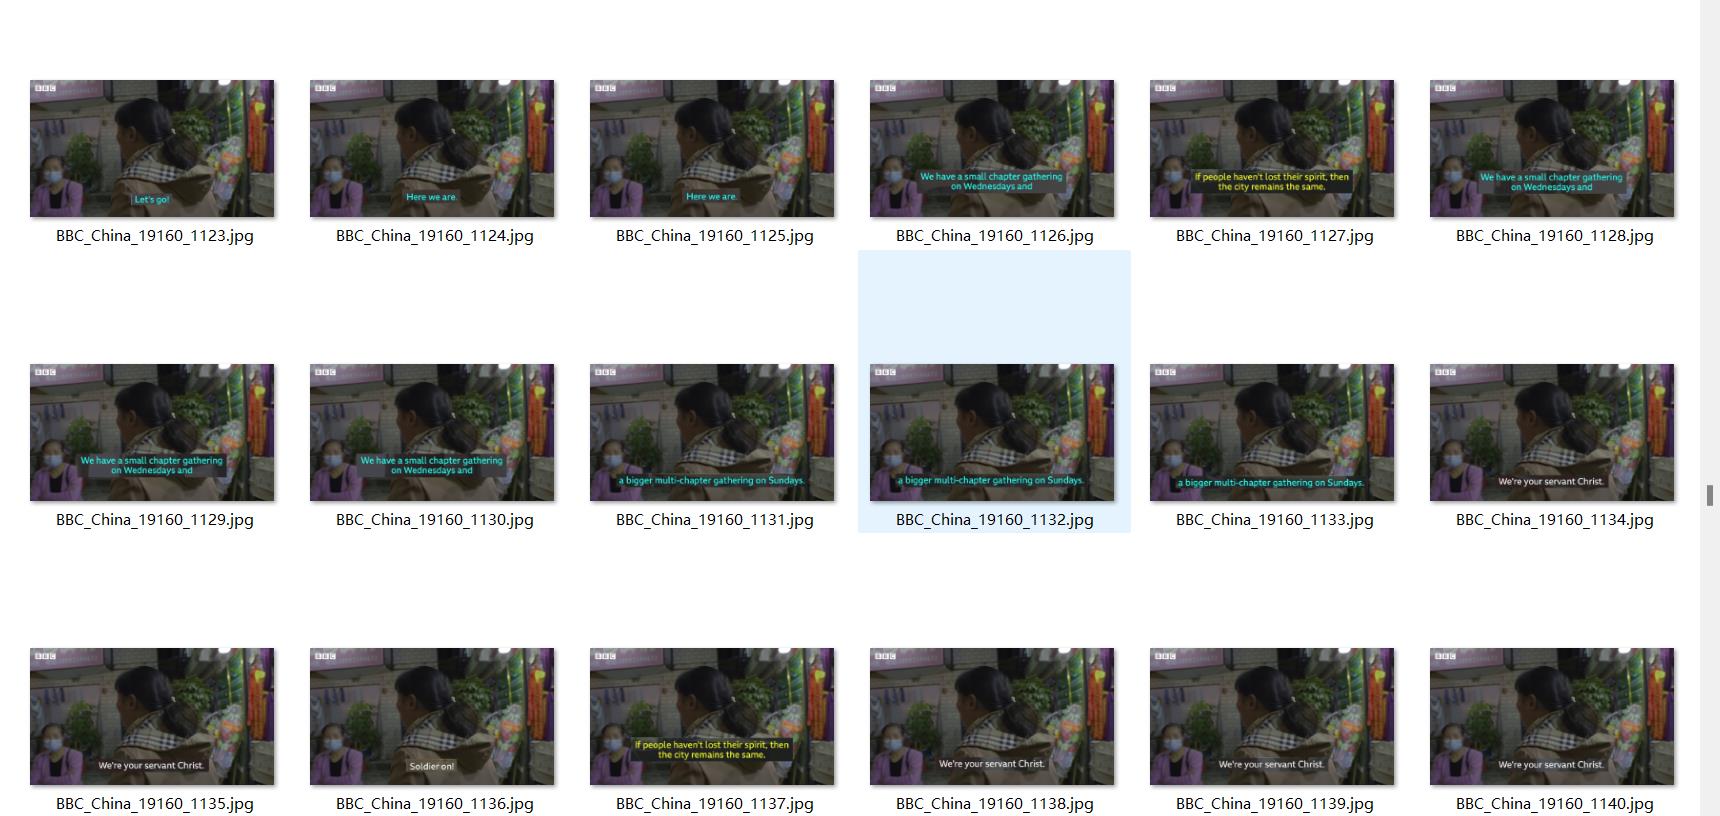 BBC
BBC
BBC
BBC
BBC
BBC
Let's go!
Here we are.
Here we are.
We have a small chapter gathering
on Wednesdays and
If people haven't lost their spirit, then
the city remains the same.
We have a small chapter gathering
on Wednesdays and
BBC_China_19160_1123.jpg
BBC_China_19160_1124.jpg
BBC_China_19160_1125.jpg
BBC_China_19160_1126.jpg
BBC_China_19160_1127.jpg
BBC_China_19160_1128.jpg
BBC
BBC
BBC
BBC
BBC
BBC
We have a small chapter gathering
on Wednesdays and
We have a small chapter gathering
on Wednesdays and
a bigger multi-chapter gathering on Sundays.
a bigger multi-chapter gathering on Sundays.
a bigger multi-chapter gathering on Sundays.
We're your servant Christ.
BBC_China_19160_1129.jpg
BBC_China_19160_1130.jpg
BBC_China_19160_1131.jpg
BBC_China_19160_1132.jpg
BBC_China_19160_1133.jpg
BBC_China_19160_1134.jpg
BBC
BBC
BBC
BBC
BBC
BBC
We're your servant Christ.
Soldier on!
If people haven't lost their spirit, then
the city remains the same.
We're your servant Christ.
We're your servant Christ.
We're your servant Christ.
BBC_China_19160_1135.jpg
BBC_China_19160_1136.jpg
BBC_China_19160_1137.jpg
BBC_China_19160_1138.jpg
BBC_China_19160_1139.jpg
BBC_China_19160_1140.jpg